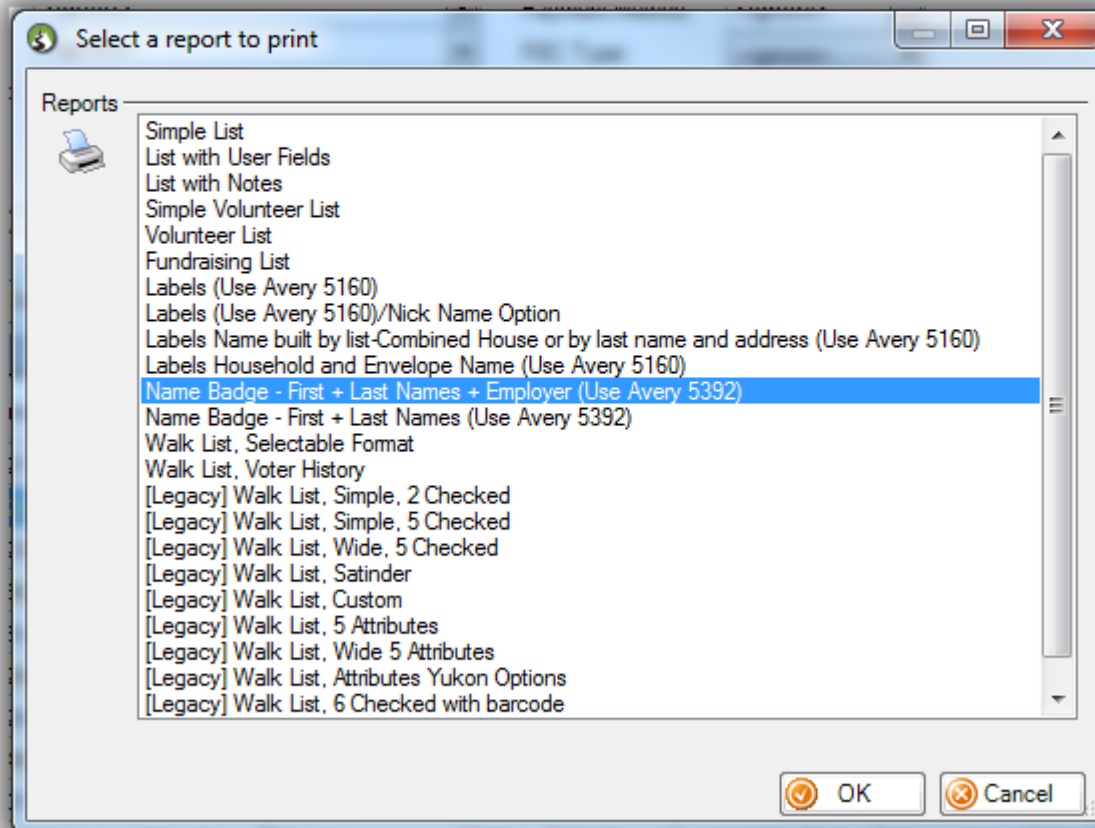 Select a report to print
Reports
Simple List
List with User Fields
List with Notes
Simple Volunteer List
Volunteer List
Fundraising List
Labels (Use Avery 5160)
Labels (Use Avery 5160)/Nick Name Option
Labels Name built by list-Combined House or by last name and address (Use Avery 5160)
Labels Household and Envelope Name (Use Avery 5160)
Name Badge - First + Last Names + Employer (Use Avery 5392)
Name Badge - First + Last Names (Use Avery 5392)
Walk List, Selectable Format
Walk List, Voter History
[Legacy] Walk List, Simple, 2 Checked
[Legacy] Walk List, Simple, 5 Checked
[Legacy] Walk List, Wide, 5 Checked
[Legacy] Walk List, Satinder
[Legacy] Walk List, Custom
[Legacy] Walk List, 5 Attributes
[Legacy] Walk List, Wide 5 Attributes
[Legacy] Walk List, Attributes Yukon Options
[Legacy] Walk List, 6 Checked with barcode
OK
Cancel